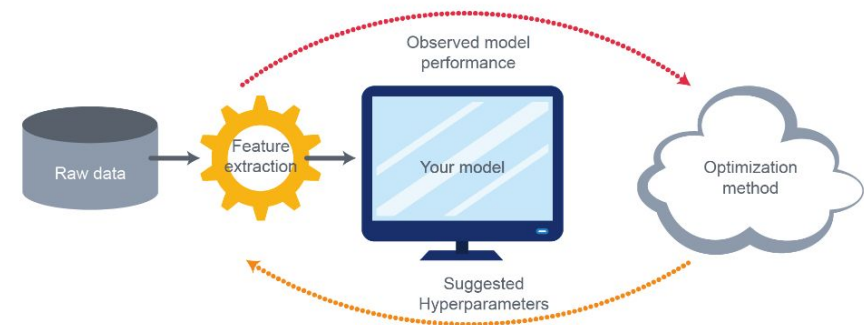 Observed model
performance
Raw data
Feature
extraction
Your model
Optimization
method
Suggested
Hyperparameters